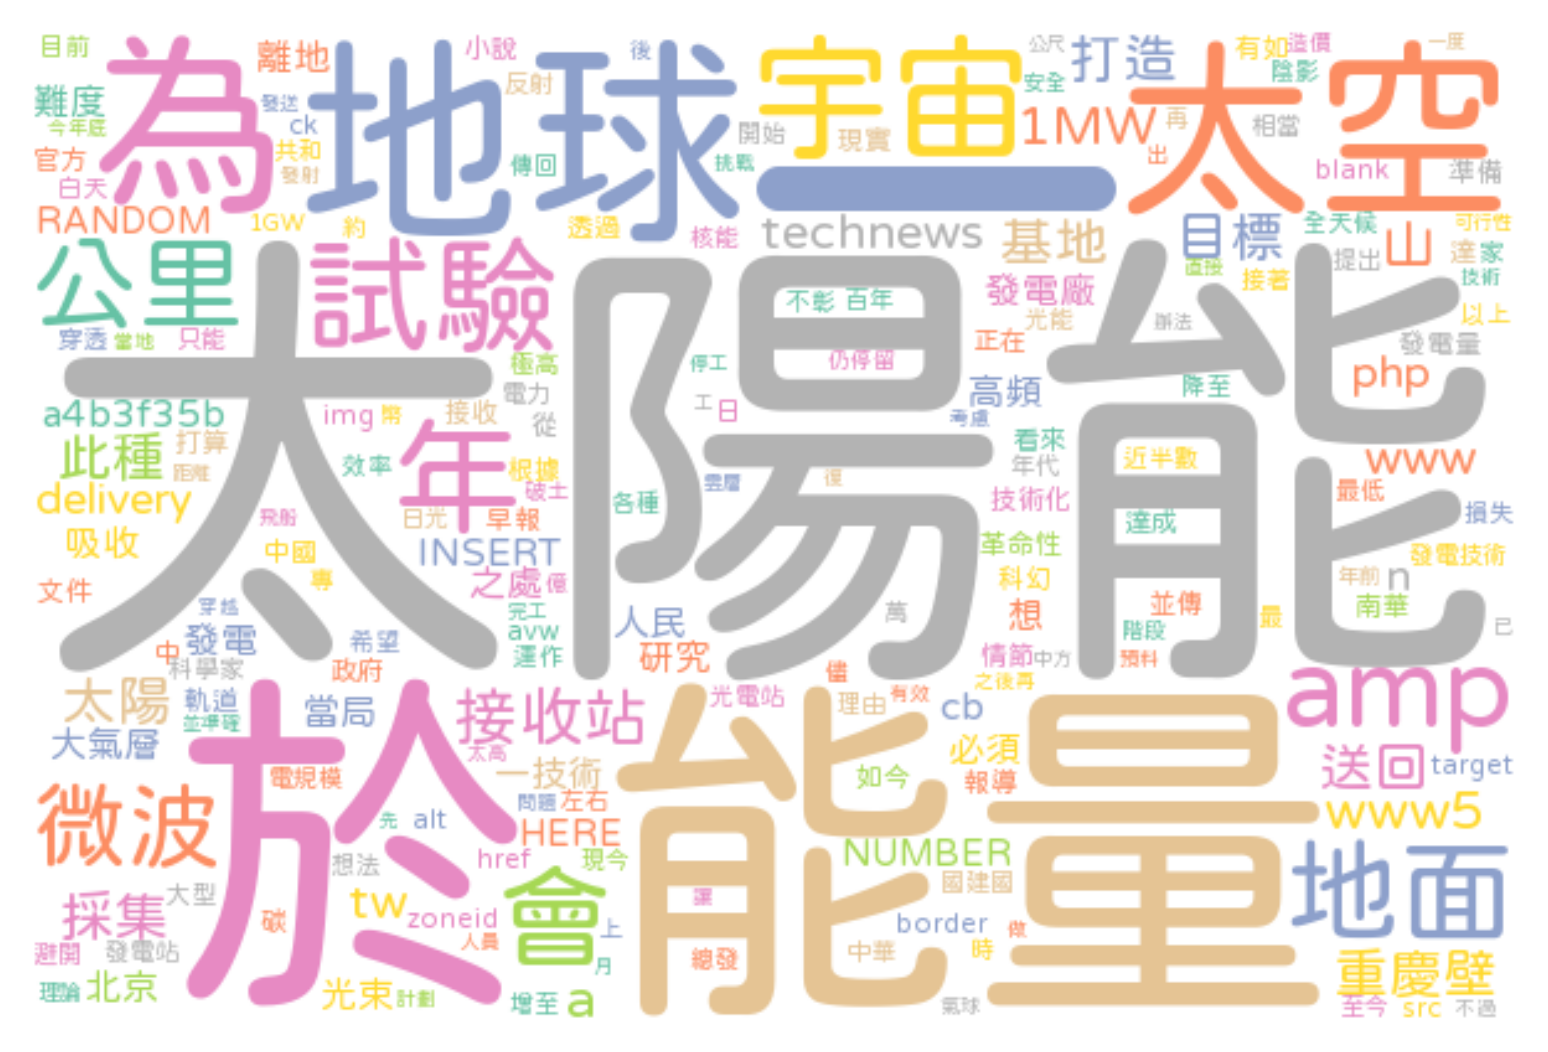 目前
為
離地
地球
小說
後
宇宙
公尺
打造
有如
造價
一度
太空
難度
發送
反射
安全
陰影
今年底
ck
開始
現實
1MW
再
相當
官方
共和
傳回
挑戰
一
出
blank
準備
白天
發射
RANDOM
1GW
約
透過
核能
technews
基地
目標
全天候
可行性
公里
太陽能
試驗
山
提出
達
家
直接
接著
技術
不彰
百年
發電廠
光能
辦法
以上
穿透
當地
只能
極高
停工
仍停留
正在
發電量
電力
高頻
降至
php
a4b3f35b
img
幣
接收
從
工
日
考慮
此種
打算
年
看來
近半數
www
距離
效率
根據
雲層
復
年代
delivery
破土
各種
技術化
最低
飛船
日光
早報
達成
損失
吸收
中國
INSERT
革命性
發電技術
專
之處
億
科幻
年前
n
文件
穿越
完工
人民
萬
想
並傳
最
南華
發電
希望
avw
階段
已
中
科學家
政府
運作
研究
儘
情節
中方
預料
之後再
太陽
軌道
並準確
當局
於
接收站
光電站
能量
理由
有效
cb
amp
大氣層
太高
必須
電規模
一技術
如今
報導
送回
target
微波
問題
左右
先
alt
HERE
www5
想法
href
現今
NUMBER
地面
採集
大型
tw
zoneid
會
讓
國建國
碳
border
避開
發電站
人員
上
總發
中華
時
做
重慶壁
理論
北京
光束
計劃
增至
a
月
氣球
至今
src
不過